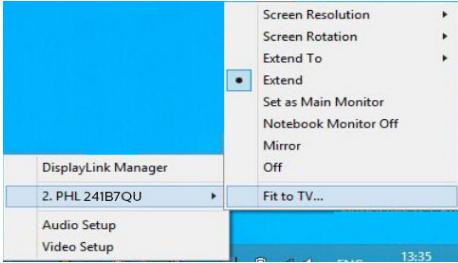 Screen Resolution
Screen Rotation
Extend To
Extend
Set as Main Monitor
Notebook Monitor Off
Mirror
Off
Fit to TV...
DisplayLink Manager
2. PHL 241B7QU
Audio Setup
Video Setup
13:35